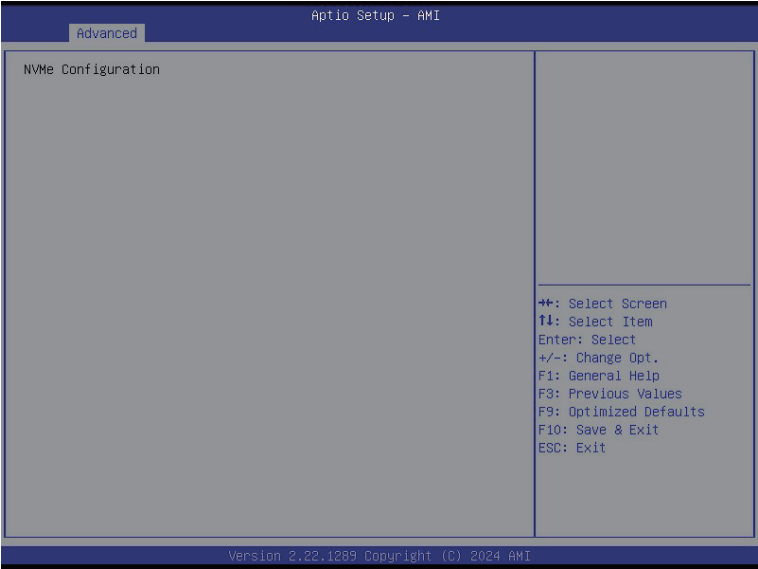 Aptio Setup – AMI
Advanced
NVMe Configuration
→←: Select Screen
↑↓: Select Item
Enter: Select
+/-: Change Opt.
F1: General Help
F3: Previous Values
F9: Optimized Defaults
F10: Save & Exit
ESC: Exit
Version 2.22.1289 Copyright (C) 2024 AMI